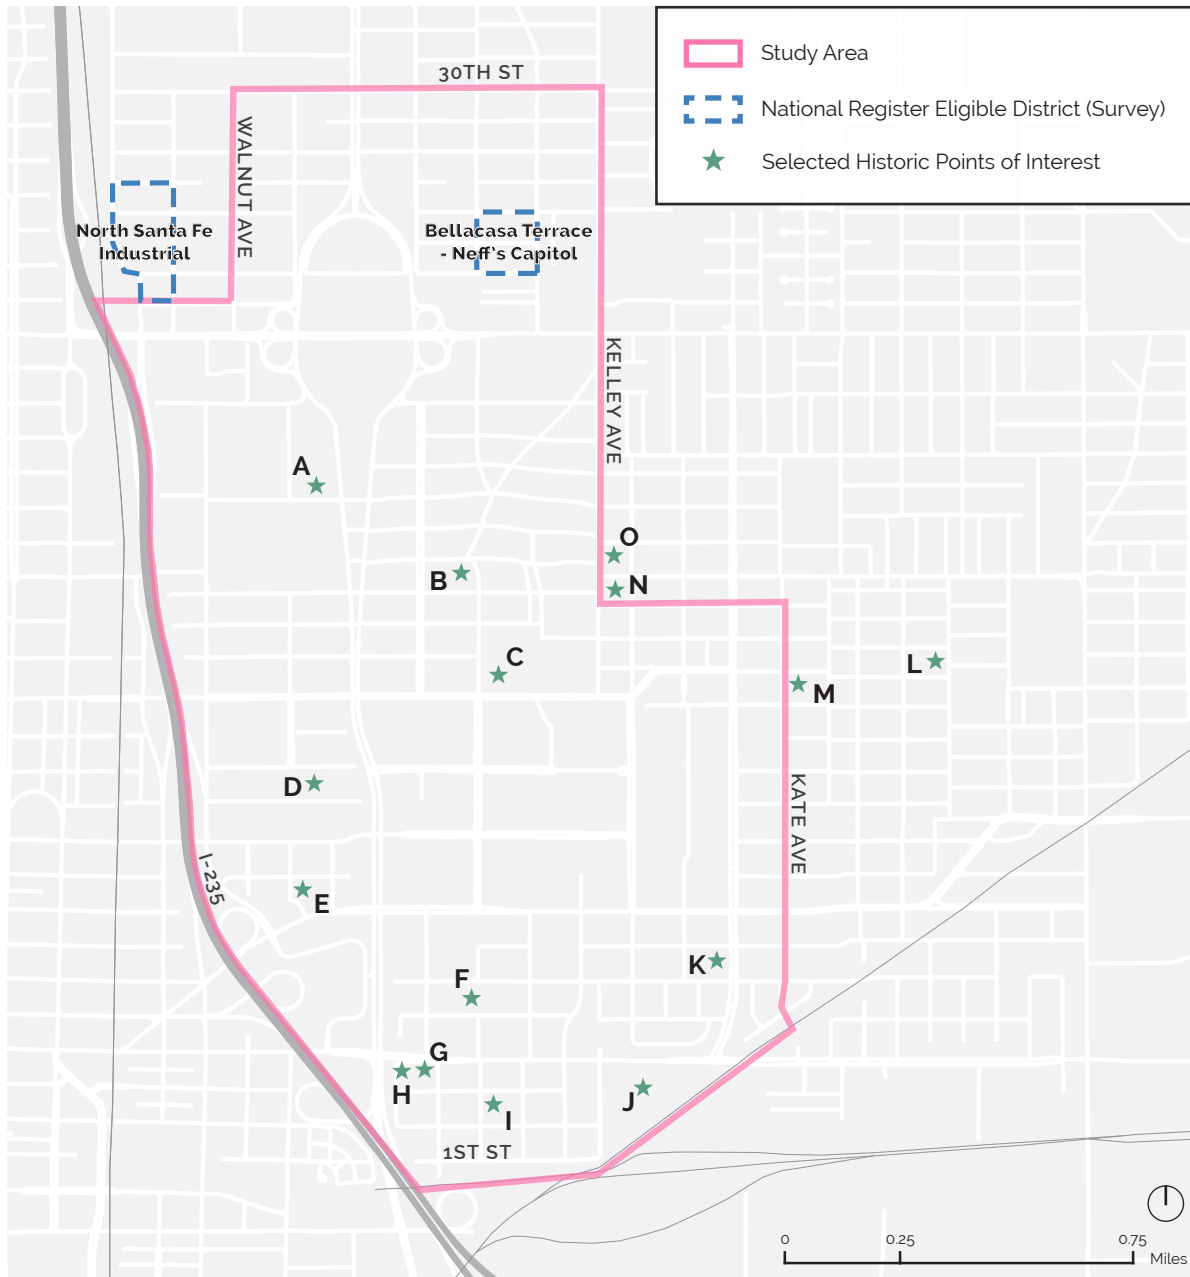 30TH ST
Study Area
National Register Eligible District (Survey)
Selected Historic Points of Interest
WALNUT AVE
North Santa Fe
Industrial
Bellacasa Terrace
- Neff's Capitol
KELLEY AVE
A
O
B
N
C
L
M
D
KATE AVE
I-235
E
K
F
G
H
J
I
1ST ST
0
0.25
0.75
Miles